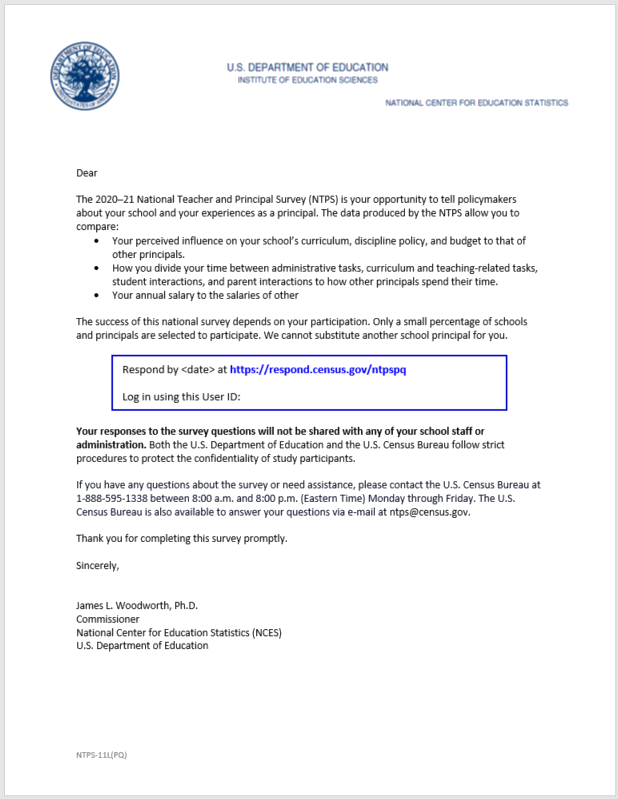 DEPARTMENT OF EDUCATION
UNITED STATES OF AMERICA
U.S. DEPARTMENT OF EDUCATION
INSTITUTE OF EDUCATION SCIENCES
NATIONAL CENTER FOR EDUCATION STATISTICS
Dear
The 2020–21 National Teacher and Principal Survey (NTPS) is your opportunity to tell policymakers
about your school and your experiences as a principal. The data produced by the NTPS allow you to
compare:
• Your perceived influence on your school's curriculum, discipline policy, and budget to that of
other principals.
• How you divide your time between administrative tasks, curriculum and teaching-related tasks,
student interactions, and parent interactions to how other principals spend their time.
• Your annual salary to the salaries of other
The success of this national survey depends on your participation. Only a small percentage of schools
and principals are selected to participate. We cannot substitute another school principal for you.
Respond by <date> at https://respond.census.gov/ntpspq
Log in using this User ID:
Your responses to the survey questions will not be shared with any of your school staff or
administration. Both the U.S. Department of Education and the U.S. Census Bureau follow strict
procedures to protect the confidentiality of study participants.
If you have any questions about the survey or need assistance, please contact the U.S. Census Bureau at
1-888-595-1338 between 8:00 a.m. and 8:00 p.m. (Eastern Time) Monday through Friday. The U.S.
Census Bureau is also available to answer your questions via e-mail at ntps@census.gov.
Thank you for completing this survey promptly.
Sincerely,
James L. Woodworth, Ph.D.
Commissioner
National Center for Education Statistics (NCES)
U.S. Department of Education
NTPS-11L(PQ)